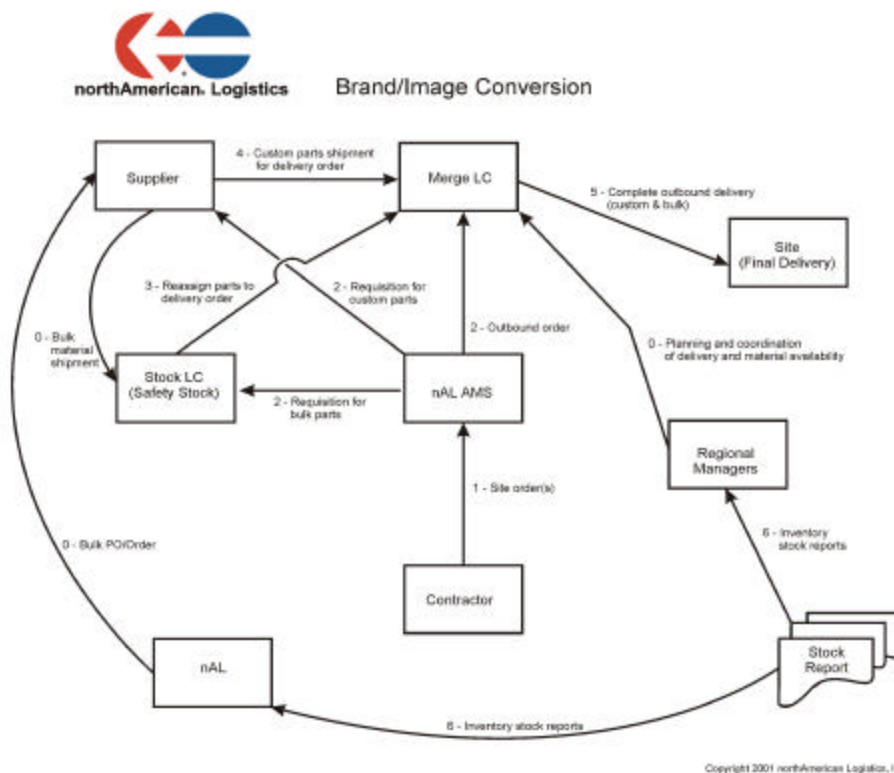 northAmerican® Logistics
Brand/Image Conversion
4 - Custom parts shipment
for delivery order
Supplier
Merge LC
5 - Complete outbound delivery
(custom & bulk)
Site
(Final Delivery)
3 - Reassign parts to
delivery order
2 - Requisition for
custom parts
2 - Outbound order
0 - Bulk
material
shipment
0 - Planning and coordination
of delivery and material availability
Stock LC
(Safety Stock)
nAL AMS
2 - Requisition for
bulk parts
Regional
Managers
1 - Site order(s)
6 - Inventory
stock reports
0 - Bulk PO/Order
Contractor
nAL
Stock
Report
6 - Inventory stock reports
Copyright 2001 northAmerican Logistics,